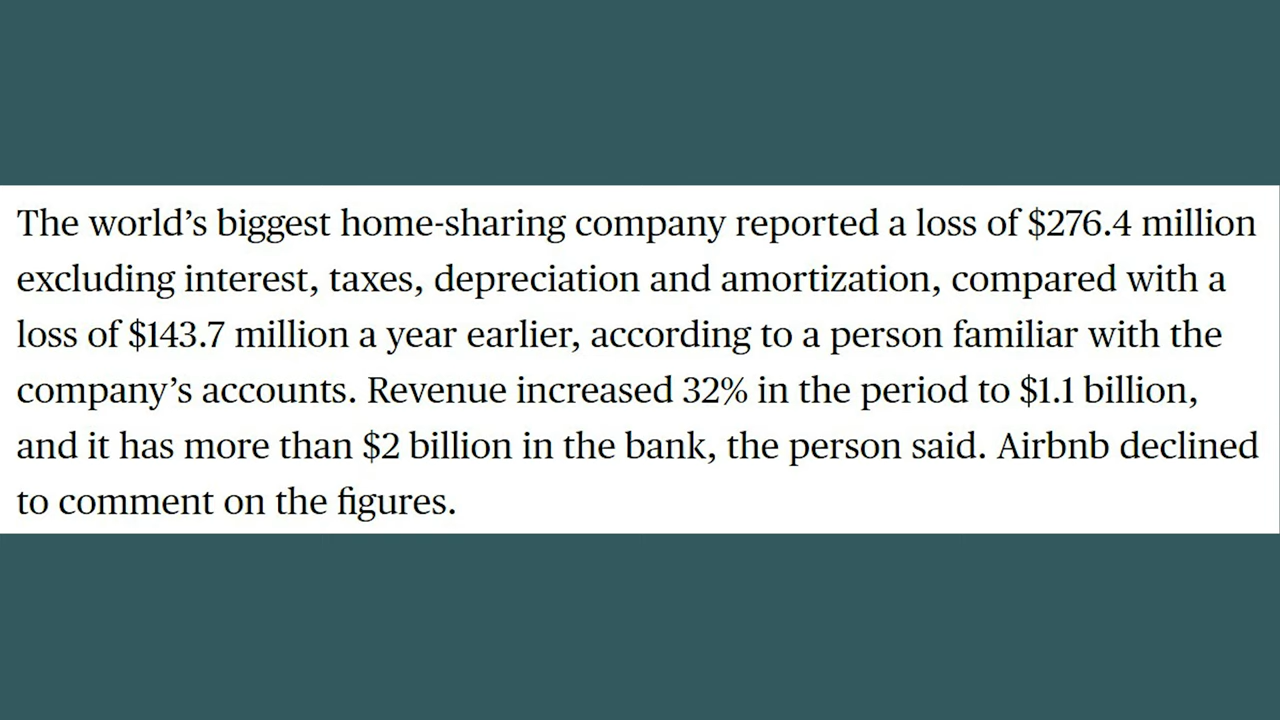 The world’s biggest home-sharing company reported a loss of $276.4 million
excluding interest, taxes, depreciation and amortization, compared with a
loss of $143.7 million a year earlier, according to a person familiar with the
company’s accounts. Revenue increased 32% in the period to $1.1 billion,
and it has more than $2 billion in the bank, the person said. Airbnb declined
to comment on the figures.